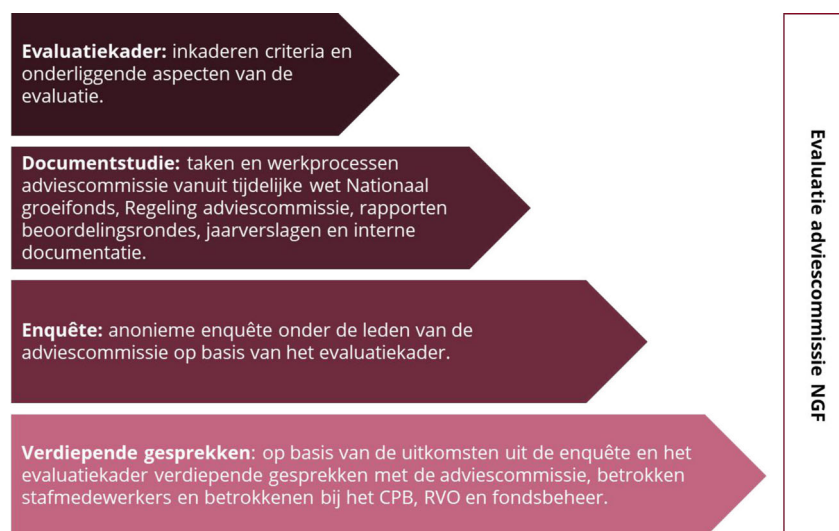 Evaluatiekader: inkaderen criteria en
onderliggende aspecten van de
evaluatie.
Documentstudie: taken en werkprocessen
adviescommissie vanuit tijdelijke wet Nationaal
groeifonds, Regeling adviescommissie, rapporten
beoordelingsrondes, jaarverslagen en interne
documentatie.
Enquête: anonieme enquête onder de leden van de
adviescommissie op basis van het evaluatiekader.
Verdiepende gesprekken: op basis van de uitkomsten uit de enquête en het
evaluatiekader verdiepende gesprekken met de adviescommissie, betrokken
stafmedewerkers en betrokkenen bij het CPB, RVO en fondsbeheer.
Evaluatie adviescommissie NGF